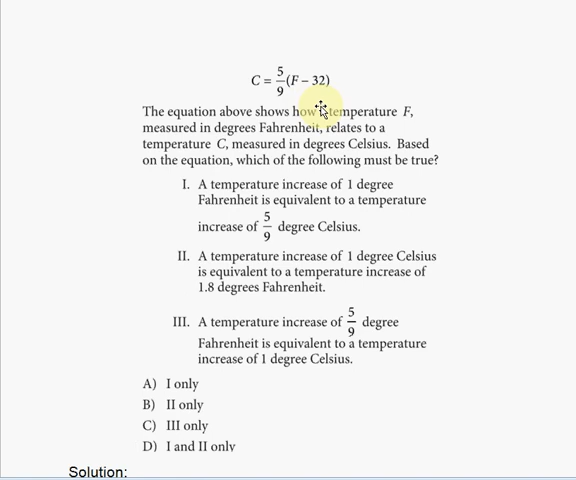 C = 5/9 (F – 32)
The equation above shows how temperature F,
measured in degrees Fahrenheit, relates to a
temperature C, measured in degrees Celsius. Based
on the equation, which of the following must be true?
I. A temperature increase of 1 degree
Fahrenheit is equivalent to a temperature
increase of 5/9 degree Celsius.
II. A temperature increase of 1 degree Celsius
is equivalent to a temperature increase of
1.8 degrees Fahrenheit.
III. A temperature increase of 5/9 degree
Fahrenheit is equivalent to a temperature
increase of 1 degree Celsius.
A) I only
B) II only
C) III only
D) I and II only
Solution: